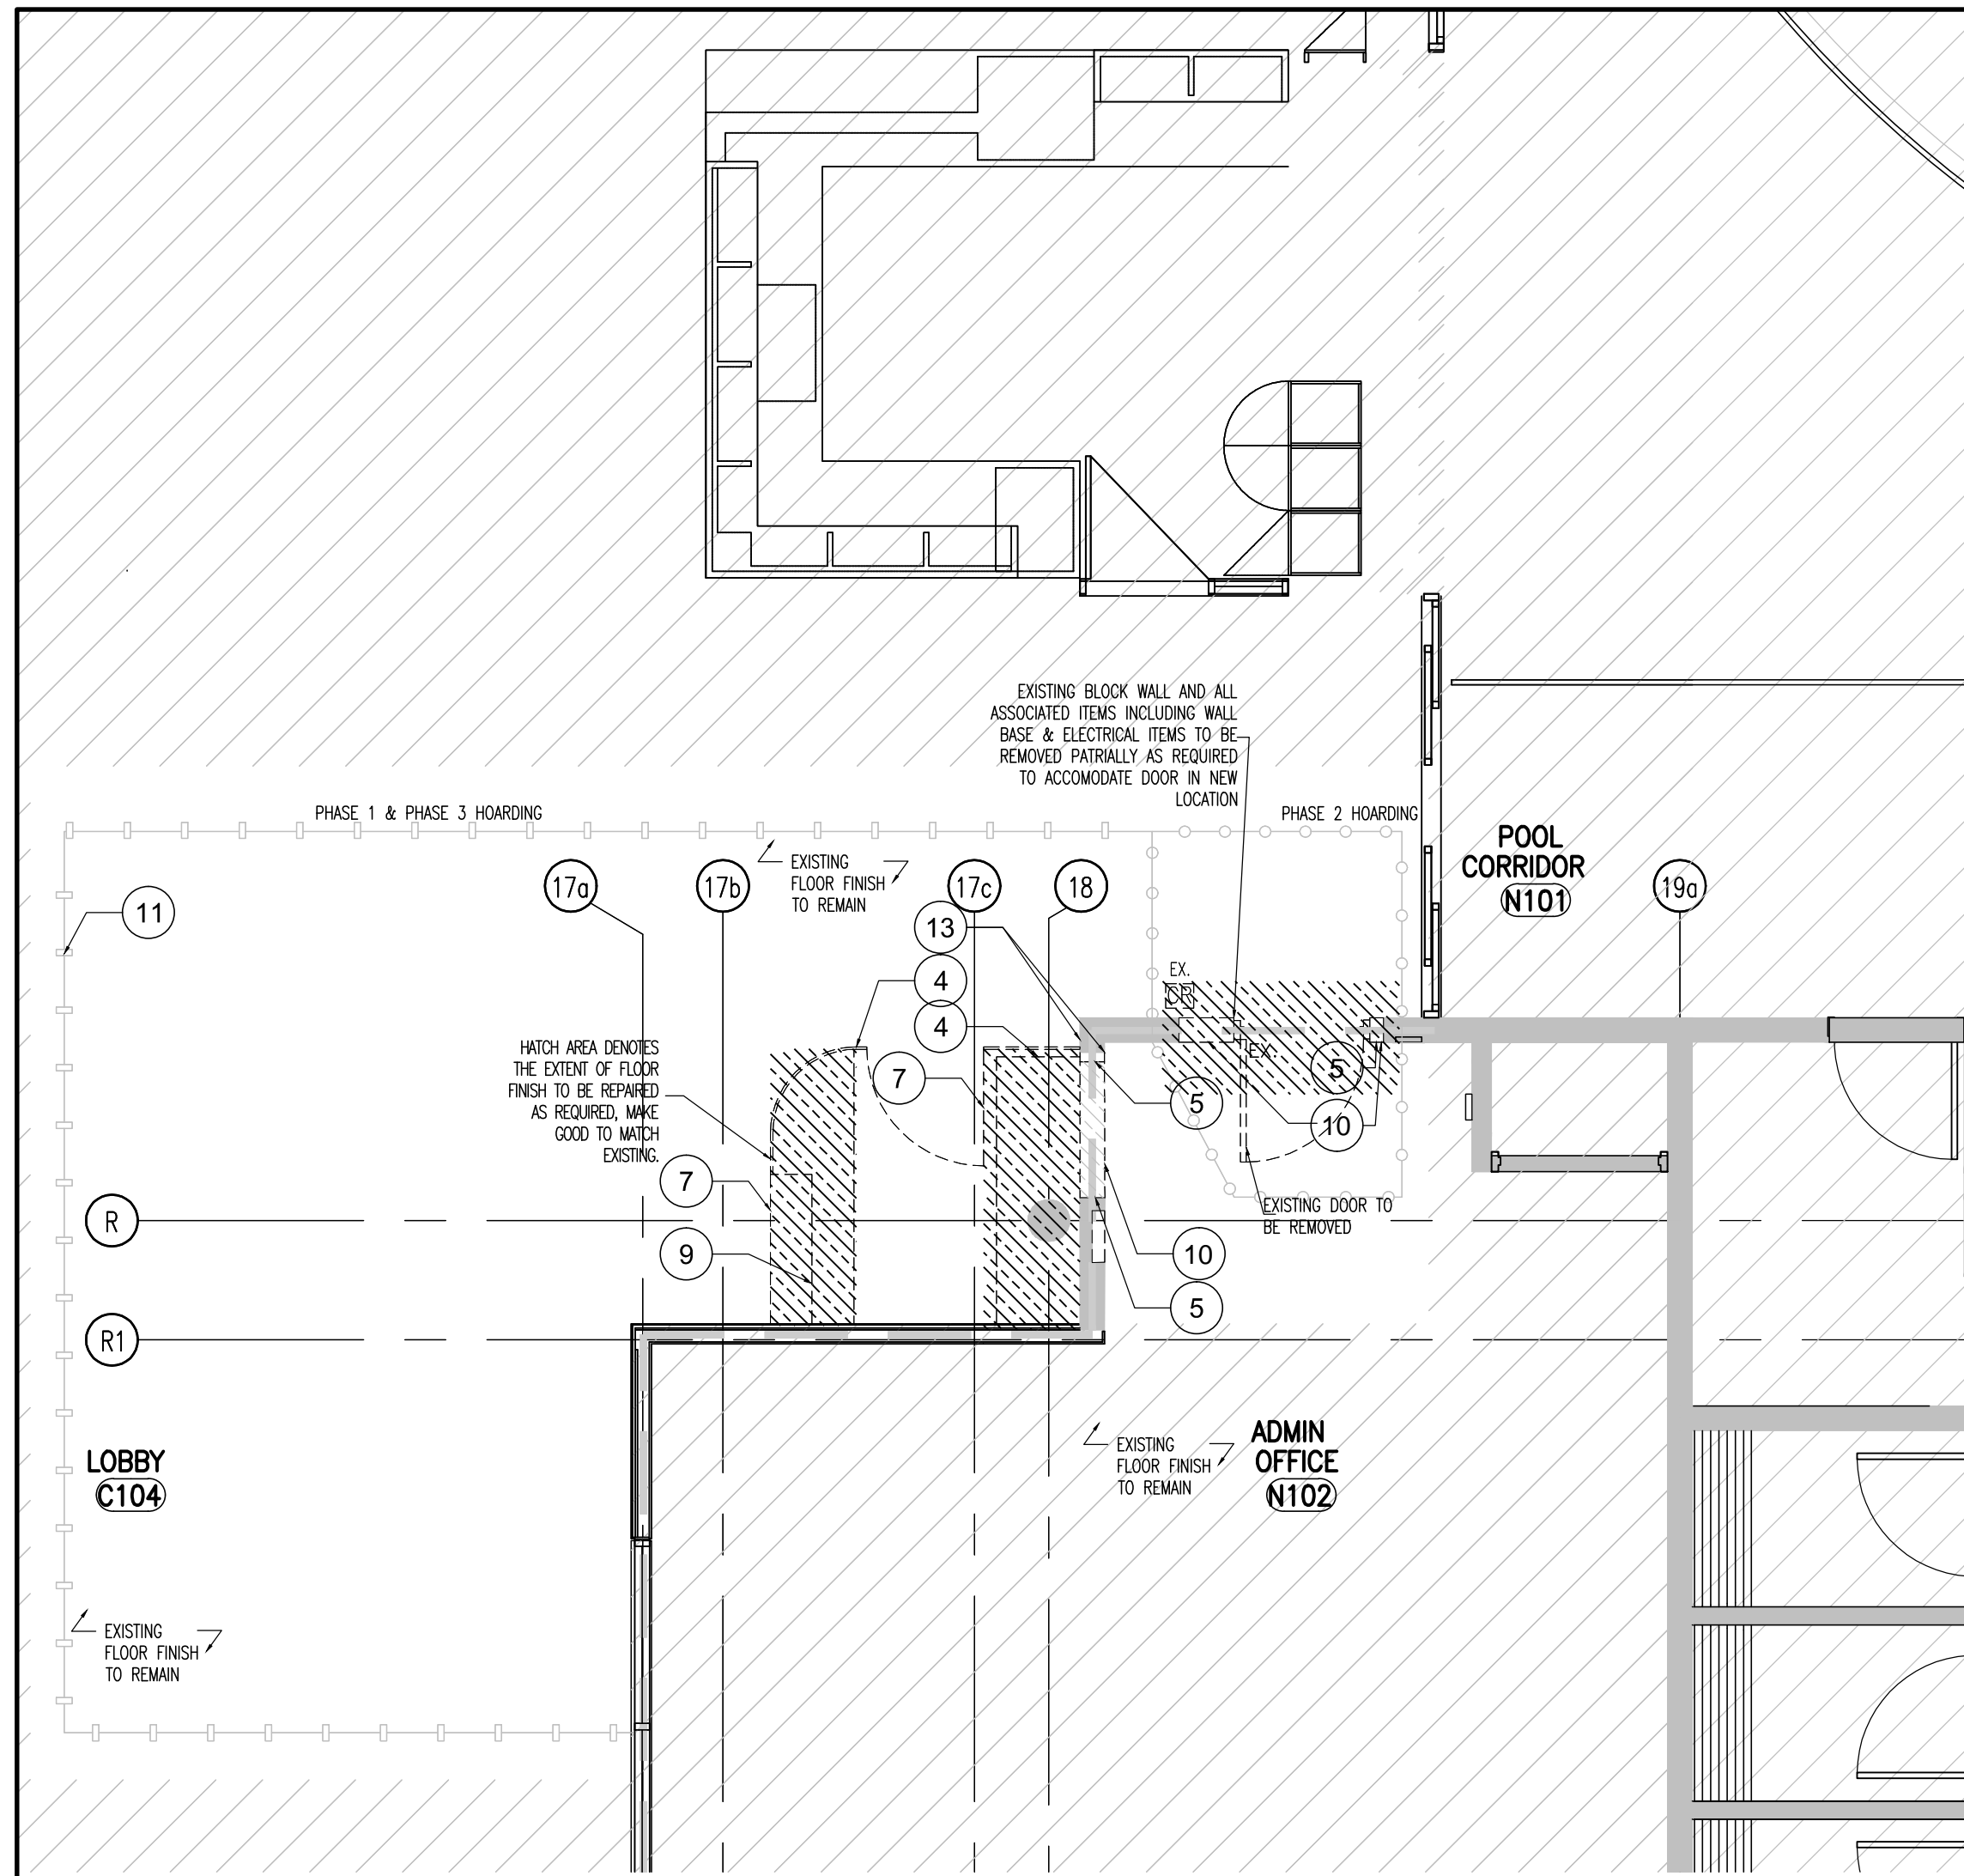 EXISTING BLOCK WALL AND ALL
ASSOCIATED ITEMS INCLUDING WALL
BASE & ELECTRICAL ITEMS TO BE
REMOVED PATRIALLY AS REQUIRED
TO ACCOMODATE DOOR IN NEW
LOCATION
PHASE 1 & PHASE 3 HOARDING
PHASE 2 HOARDING
POOL
CORRIDOR
N101
EXISTING
FLOOR FINISH
TO REMAIN
17a
17b
17c
18
19a
11
13
4
4
EX.
CR
EX.
HATCH AREA DENOTES
THE EXTENT OF FLOOR
FINISH TO BE REPAIRED
AS REQUIRED, MAKE
GOOD TO MATCH
EXISTING.
7
5
5
10
7
9
EXISTING DOOR TO
BE REMOVED
10
5
R
R1
LOBBY
C104
EXISTING
FLOOR FINISH
TO REMAIN
ADMIN
OFFICE
N102
EXISTING
FLOOR FINISH
TO REMAIN